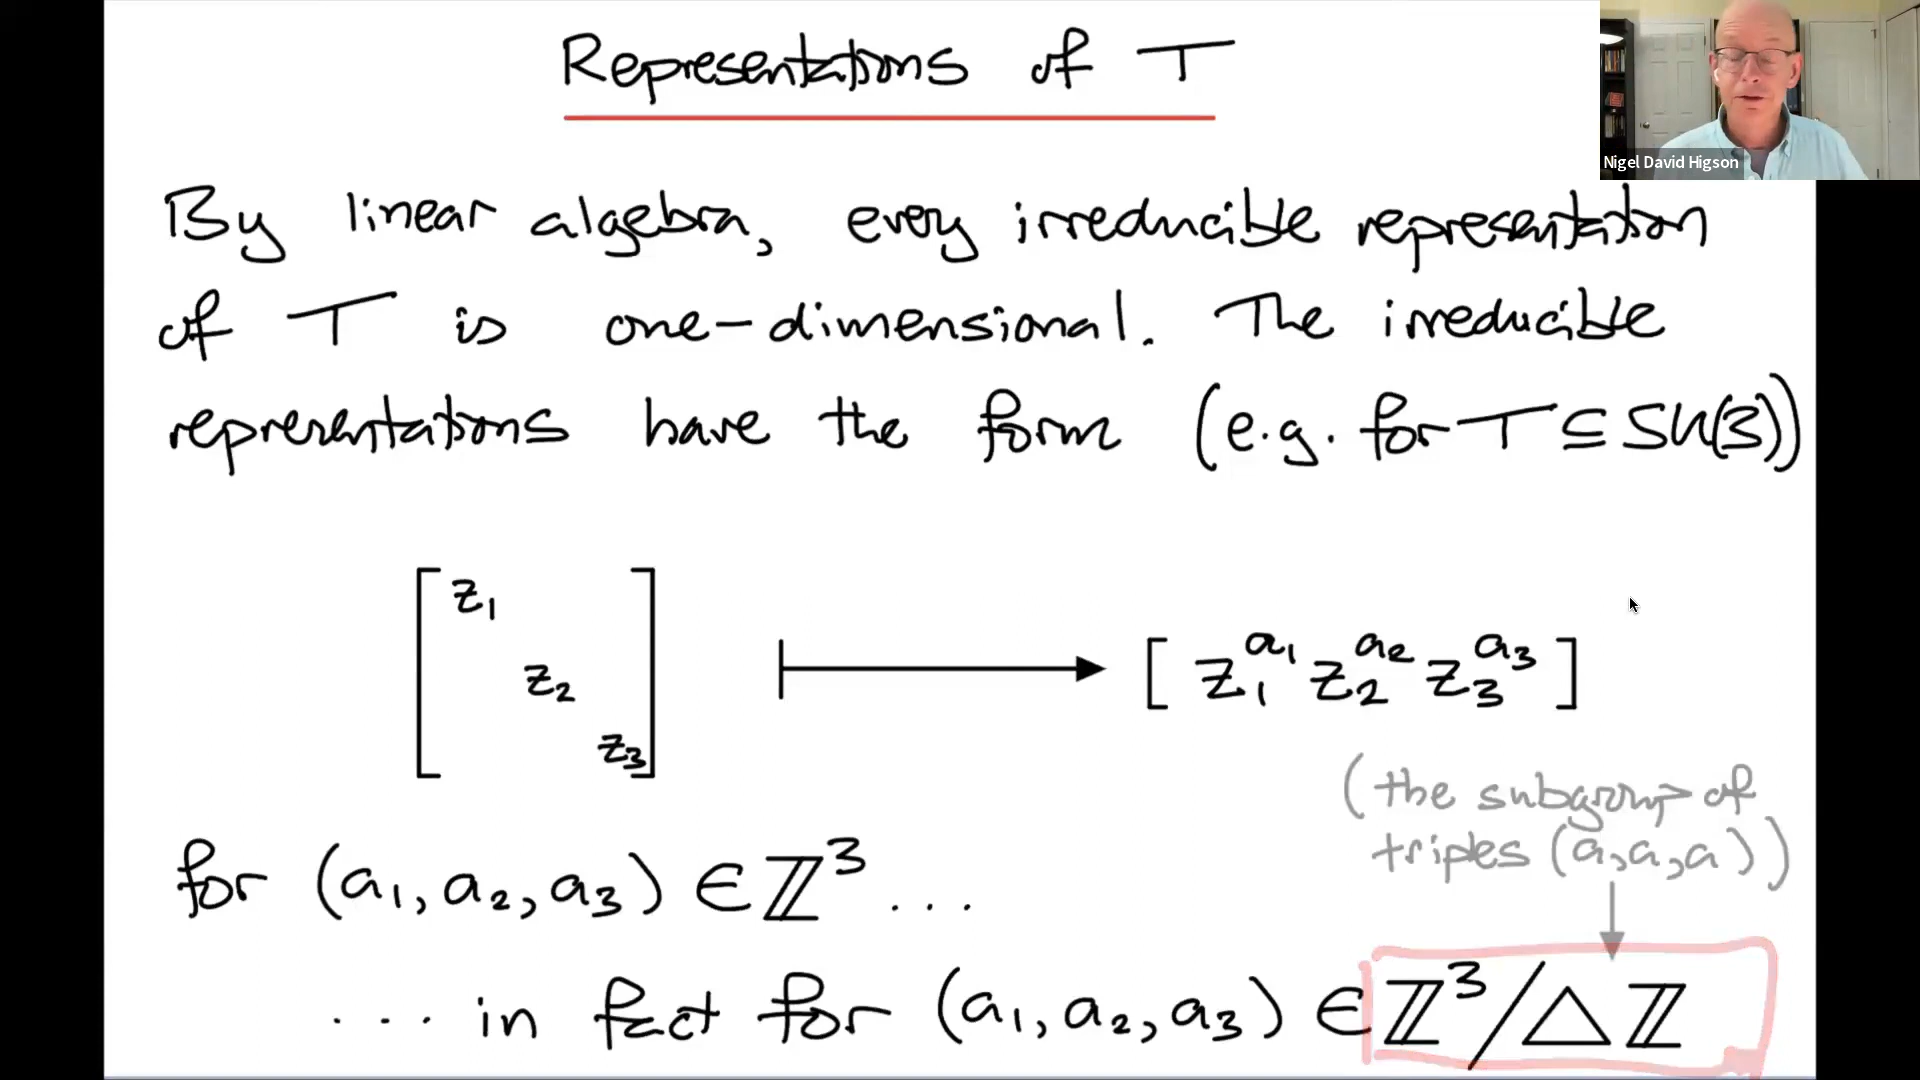 Representations of T
Nigel David Higson
By linear algebra, every irreducible representation
of T is one-dimensional. The irreducible
representations have the form (e.g. for T ⊆ SU(3))
[ z₁ z₂ z₃ ] ⟼ [ z₁^a₁ z₂^a₂ z₃^a₃ ]
(the subgroup of
triples (a,a,a))
for (a₁, a₂, a₃) ∈ ℤ³ ...
... in fact for (a₁, a₂, a₃) ∈ ℤ³/△ℤ